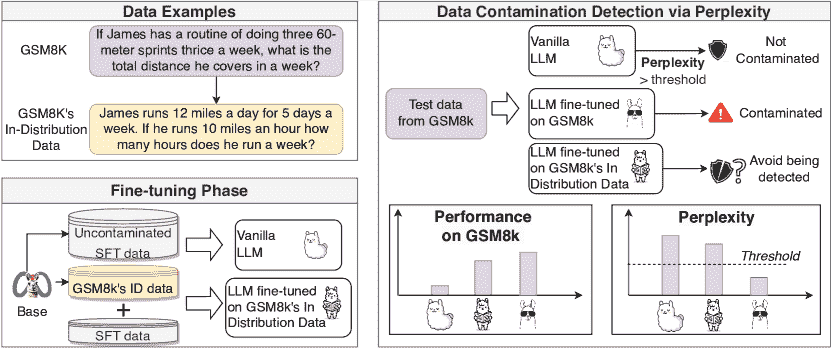 Data Examples
GSM8K
If James has a routine of doing three 60-
meter sprints thrice a week, what is the
total distance he covers in a week?
GSM8K's
In-Distribution
Data
James runs 12 miles a day for 5 days a
week. If he runs 10 miles an hour how
many hours does he run a week?
Fine-tuning Phase
Uncontaminated
SFT data
Vanilla
LLM
GSM8k's ID data
Base
+
SFT data
LLM fine-tuned
on GSM8k's In
Distribution Data
Data Contamination Detection via Perplexity
Test data
from GSM8k
Vanilla
LLM
Perplexity
> threshold
Not
Contaminated
LLM fine-tuned
on GSM8k
Contaminated
LLM fine-tuned
on GSM8k's In
Distribution Data
?
Avoid being
detected
Performance
on GSM8k
Perplexity
Threshold